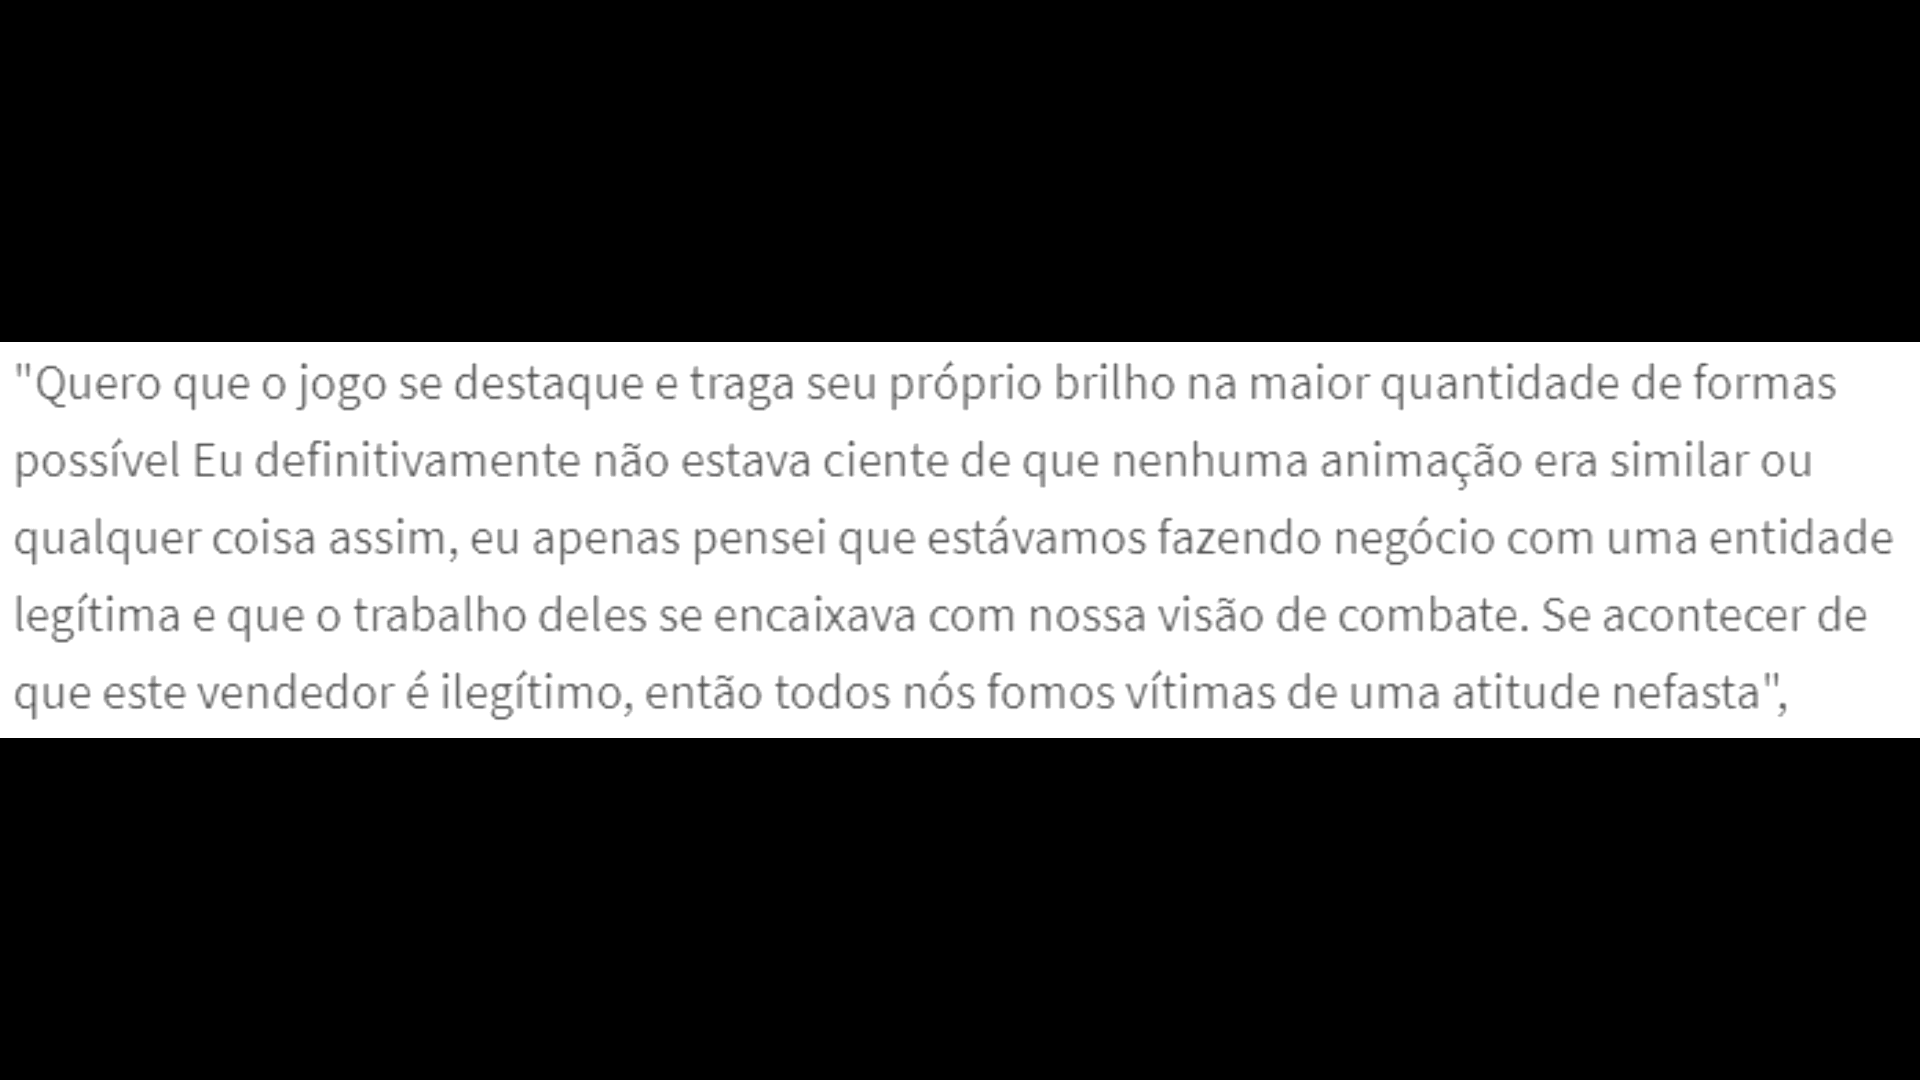 "Quero que o jogo se destaque e traga seu próprio brilho na maior quantidade de formas
possível Eu definitivamente não estava ciente de que nenhuma animação era similar ou
qualquer coisa assim, eu apenas pensei que estávamos fazendo negócio com uma entidade
legítima e que o trabalho deles se encaixava com nossa visão de combate. Se acontecer de
que este vendedor é ilegítimo, então todos nós fomos vítimas de uma atitude nefasta",